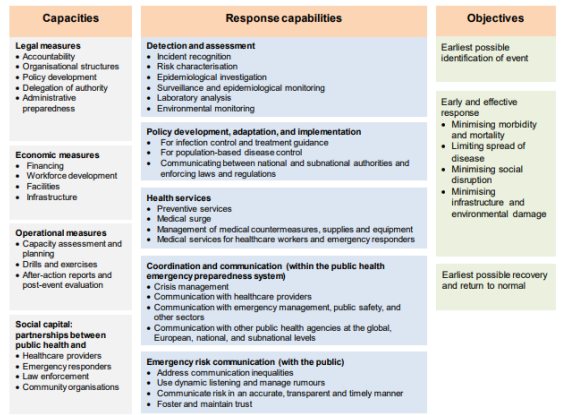 Capacities
Legal measures
• Accountability
• Organisational structures
• Policy development
• Delegation of authority
• Administrative
preparedness
Economic measures
• Financing
• Workforce development
• Facilities
• Infrastructure
Operational measures
• Capacity assessment and
planning
• Drills and exercises
• After-action reports and
post-event evaluation
Social capital:
partnerships between
public health and
• Healthcare providers
• Emergency responders
• Law enforcement
• Community organisations
Response capabilities
Detection and assessment
• Incident recognition
• Risk characterisation
• Epidemiological investigation
• Surveillance and epidemiological monitoring
• Laboratory analysis
• Environmental monitoring
Policy development, adaptation, and implementation
• For infection control and treatment guidance
• For population-based disease control
• Communicating between national and subnational authorities and
enforcing laws and regulations
Health services
• Preventive services
• Medical surge
• Management of medical countermeasures, supplies and equipment
• Medical services for healthcare workers and emergency responders
Coordination and communication (within the public health
emergency preparedness system)
• Crisis management
• Communication with healthcare providers
• Communication with emergency management, public safety, and
other sectors
• Communication with other public health agencies at the global,
European, national, and subnational levels
Emergency risk communication (with the public)
• Address communication inequalities
• Use dynamic listening and manage rumours
• Communicate risk in an accurate, transparent and timely manner
• Foster and maintain trust
Objectives
Earliest possible
identification of event
Early and effective
response
• Minimising morbidity
and mortality
• Limiting spread of
disease
• Minimising social
disruption
• Minimising
infrastructure and
environmental damage
Earliest possible recovery
and return to normal